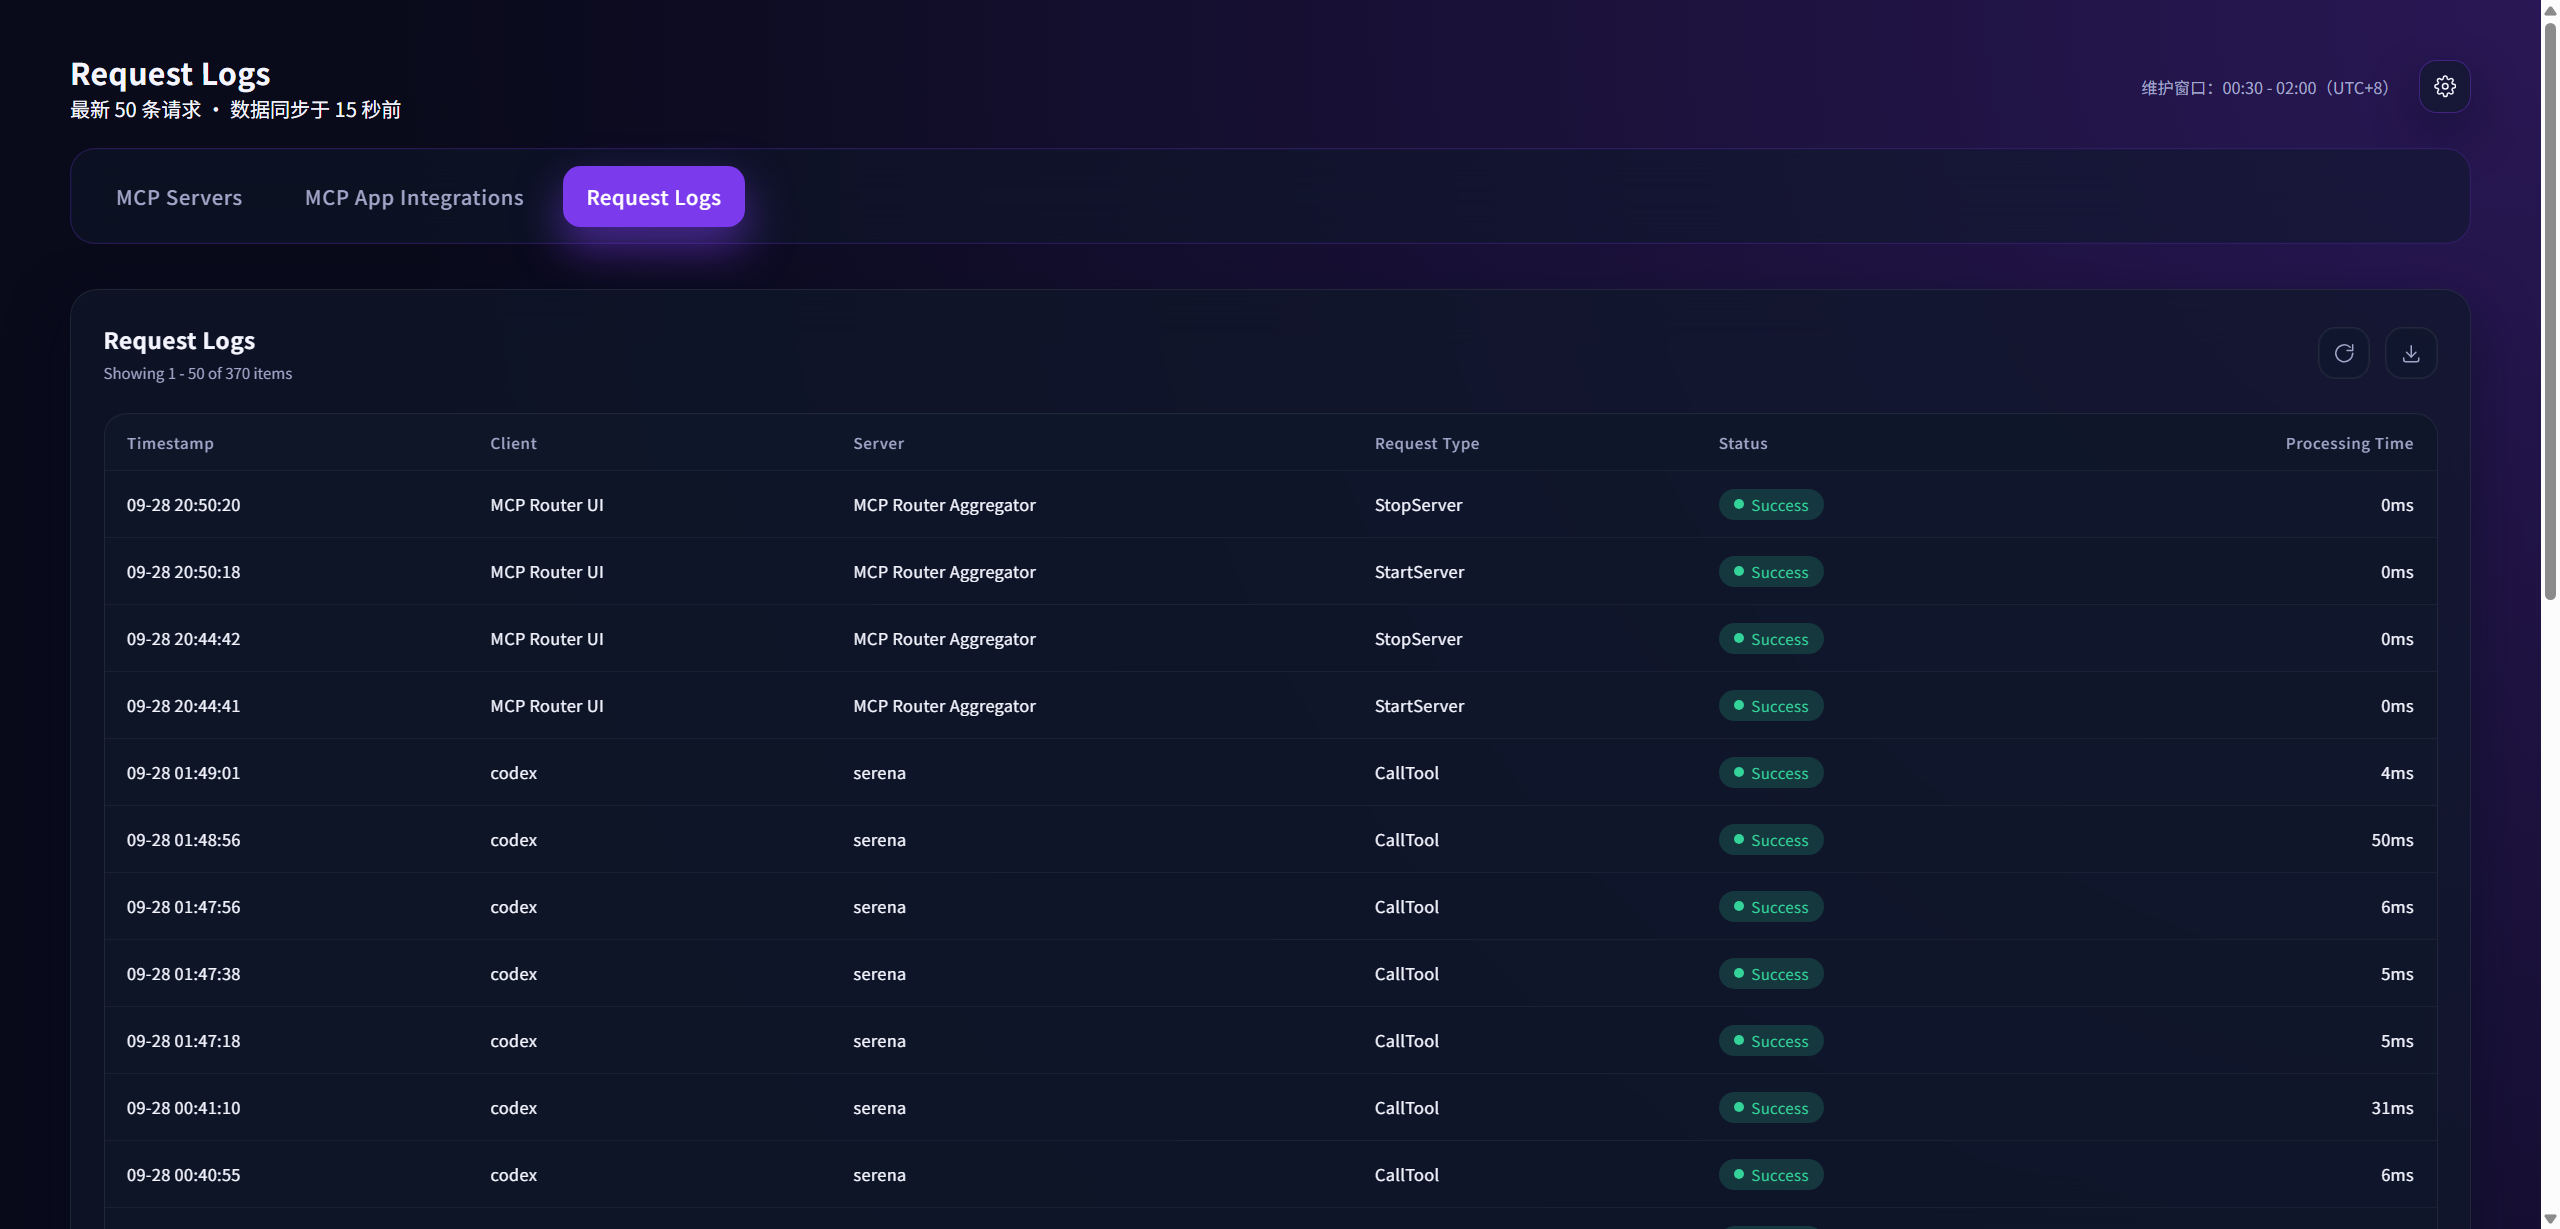 Request Logs
最新 50 条请求 • 数据同步于 15 秒前
维护窗口：00:30 - 02:00（UTC+8）
MCP Servers MCP App Integrations Request Logs
Request Logs
Showing 1 - 50 of 370 items
Timestamp Client Server Request Type Status Processing Time
09-28 20:50:20 MCP Router UI MCP Router Aggregator StopServer Success 0ms
09-28 20:50:18 MCP Router UI MCP Router Aggregator StartServer Success 0ms
09-28 20:44:42 MCP Router UI MCP Router Aggregator StopServer Success 0ms
09-28 20:44:41 MCP Router UI MCP Router Aggregator StartServer Success 0ms
09-28 01:49:01 codex serena CallTool Success 4ms
09-28 01:48:56 codex serena CallTool Success 50ms
09-28 01:47:56 codex serena CallTool Success 6ms
09-28 01:47:38 codex serena CallTool Success 5ms
09-28 01:47:18 codex serena CallTool Success 5ms
09-28 00:41:10 codex serena CallTool Success 31ms
09-28 00:40:55 codex serena CallTool Success 6ms